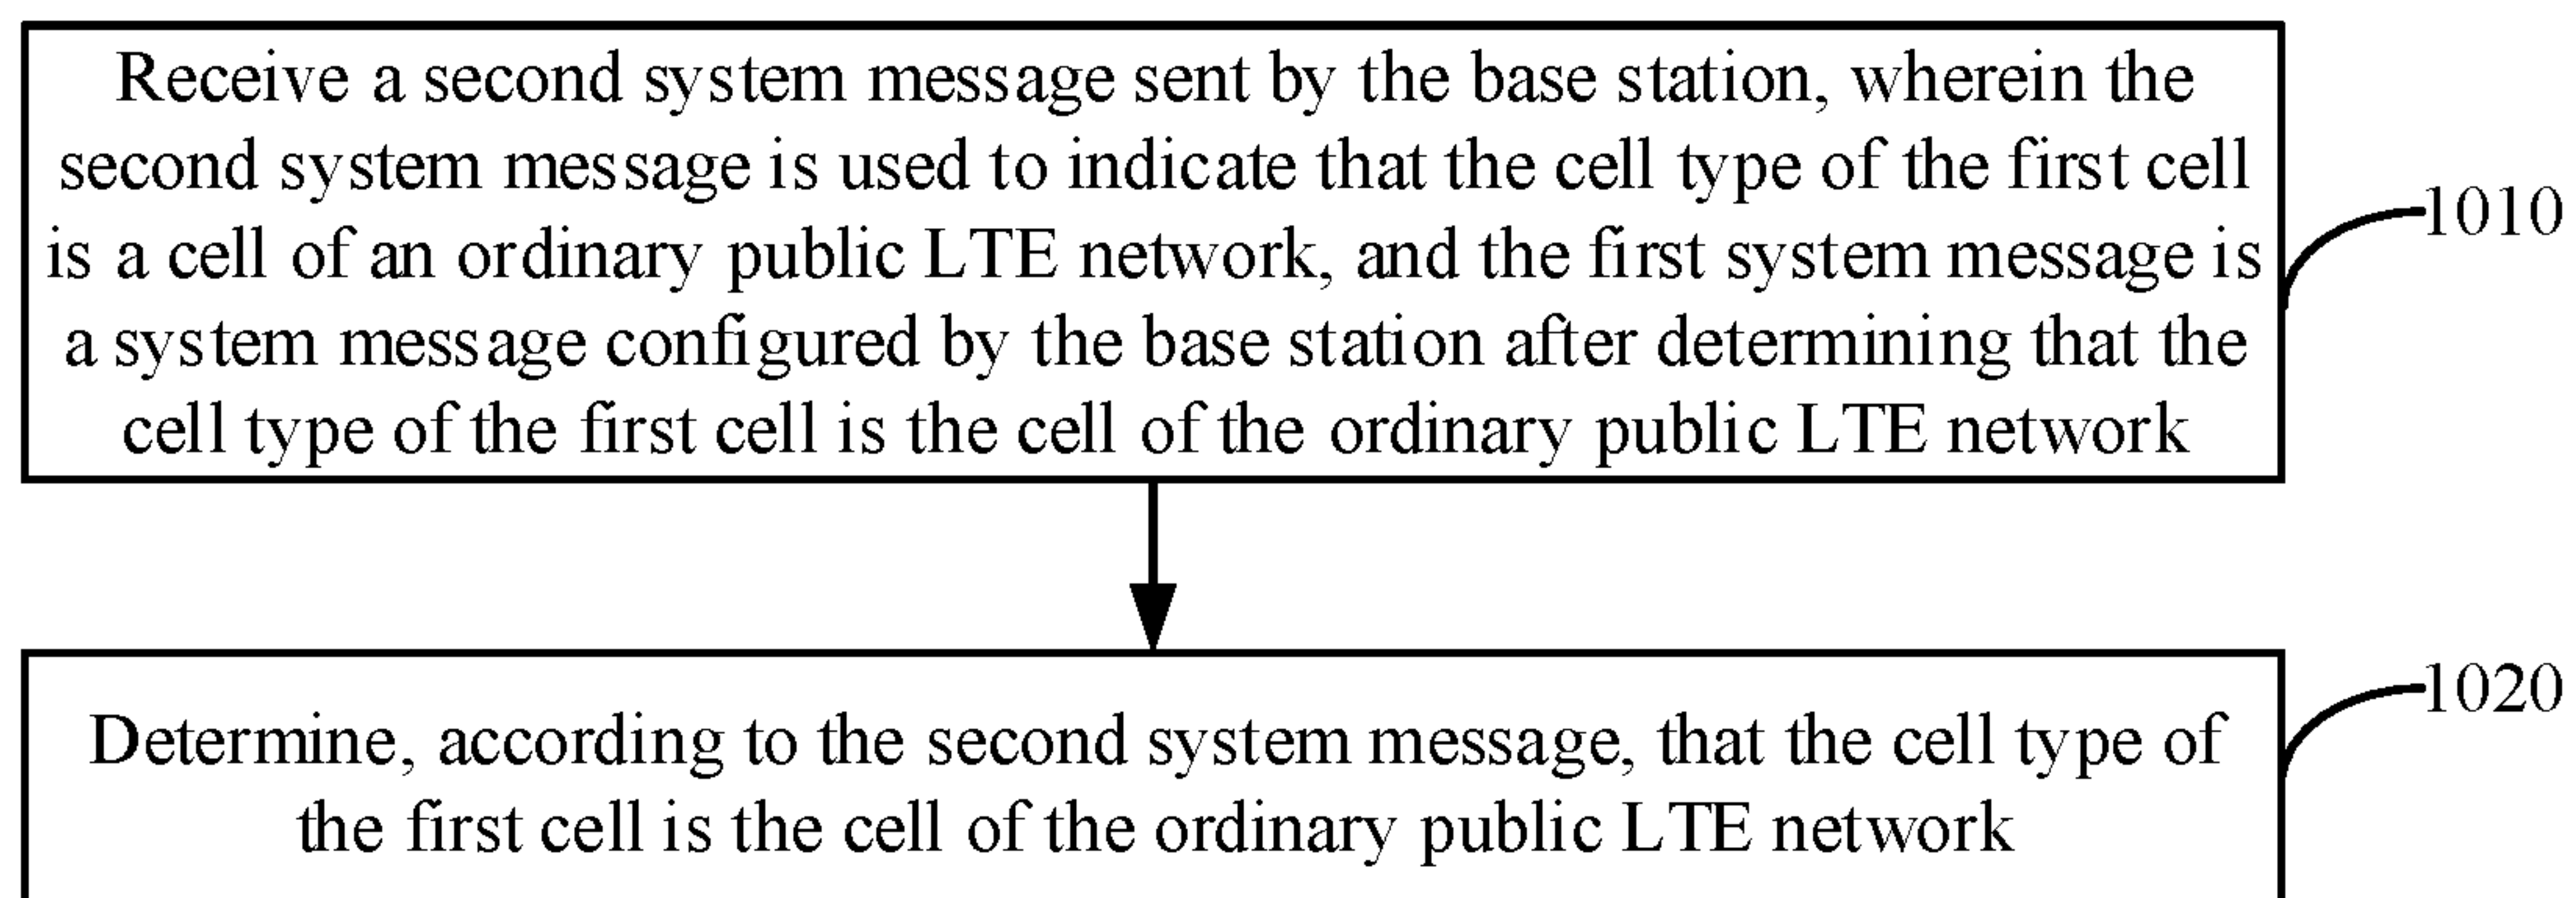 Receive a second system message sent by the base station, wherein the
second system message is used to indicate that the cell type of the first cell
is a cell of an ordinary public LTE network, and the first system message is
a system message configured by the base station after determining that the
cell type of the first cell is the cell of the ordinary public LTE network
1010
Determine, according to the second system message, that the cell type of
the first cell is the cell of the ordinary public LTE network
1020